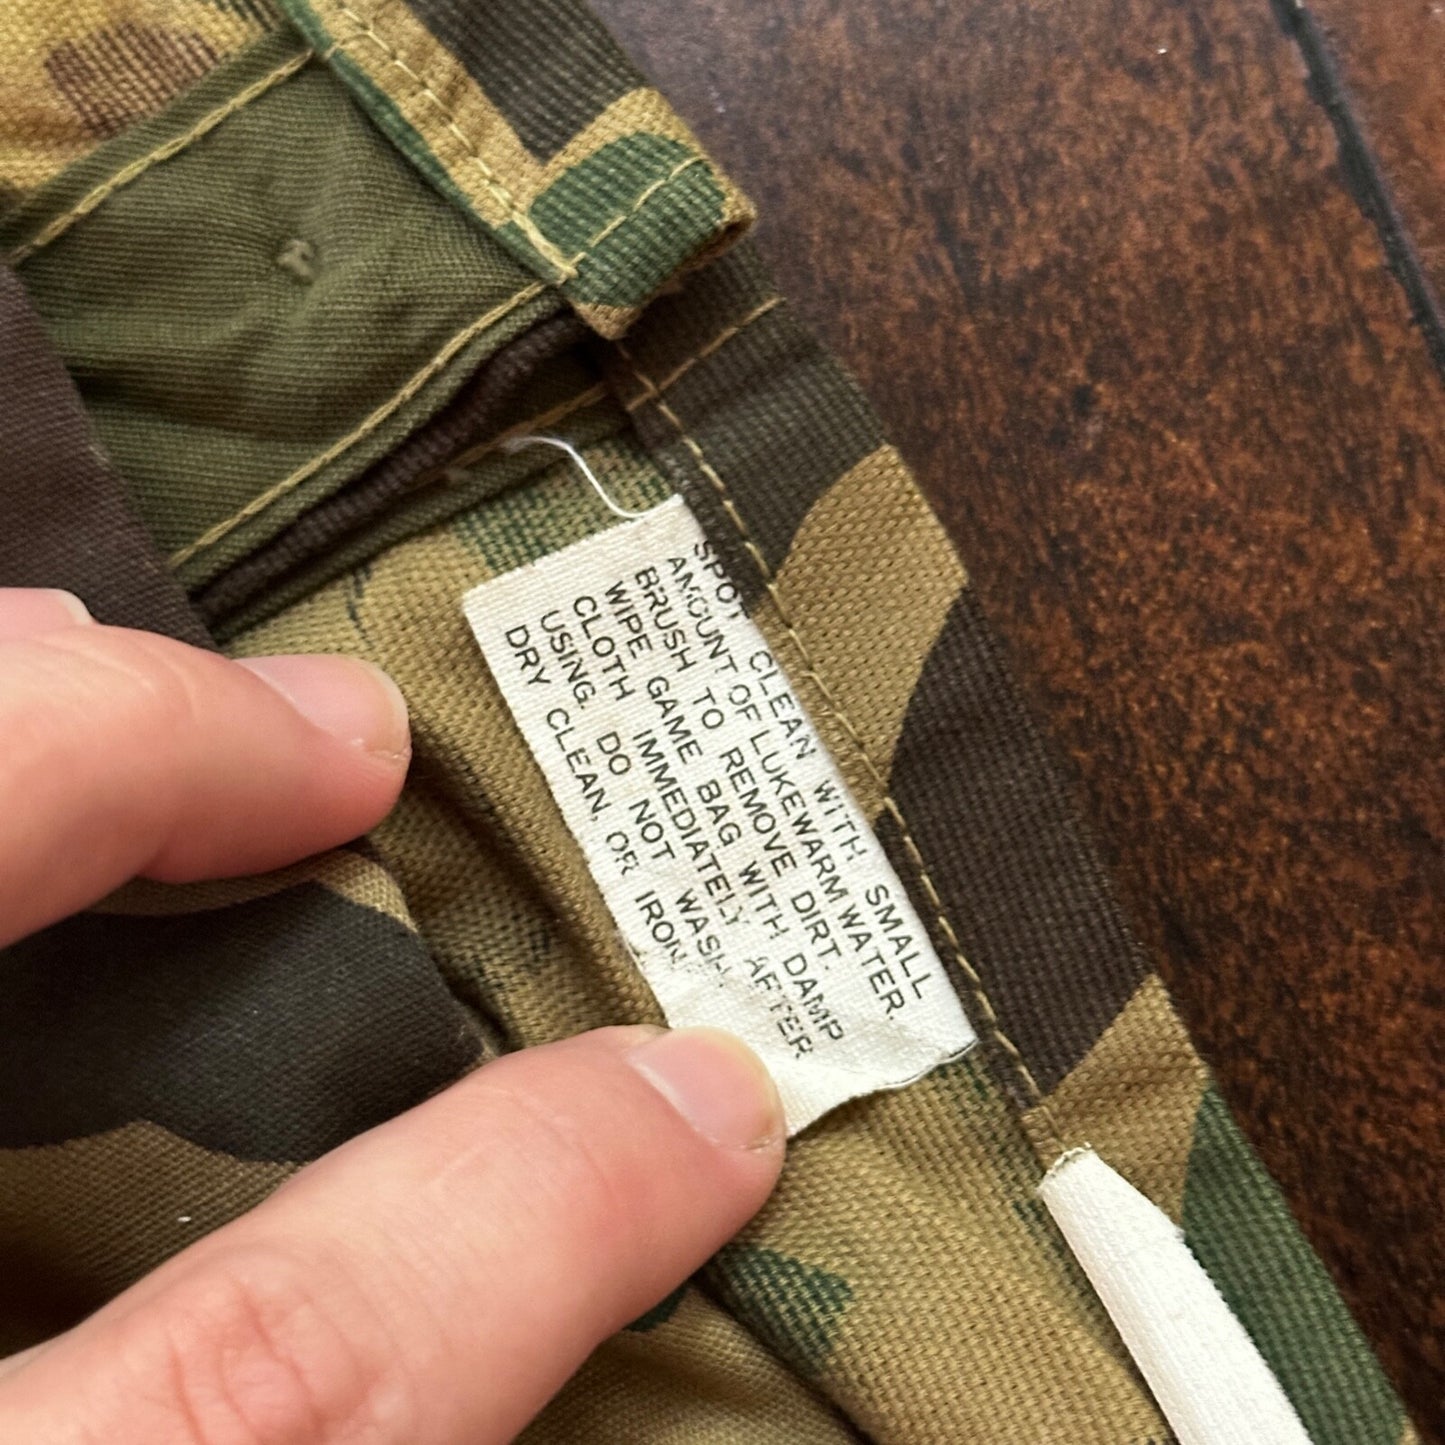 SPOT CLEAN WITH SMALL
AMOUNT OF LUKEWARM WATER.
BRUSH TO REMOVE DIRT.
WIPE GAME BAG WITH DAMP
CLOTH IMMEDIATELY AFTER
USING. DO NOT WASH,
DRY CLEAN, OR IRON.